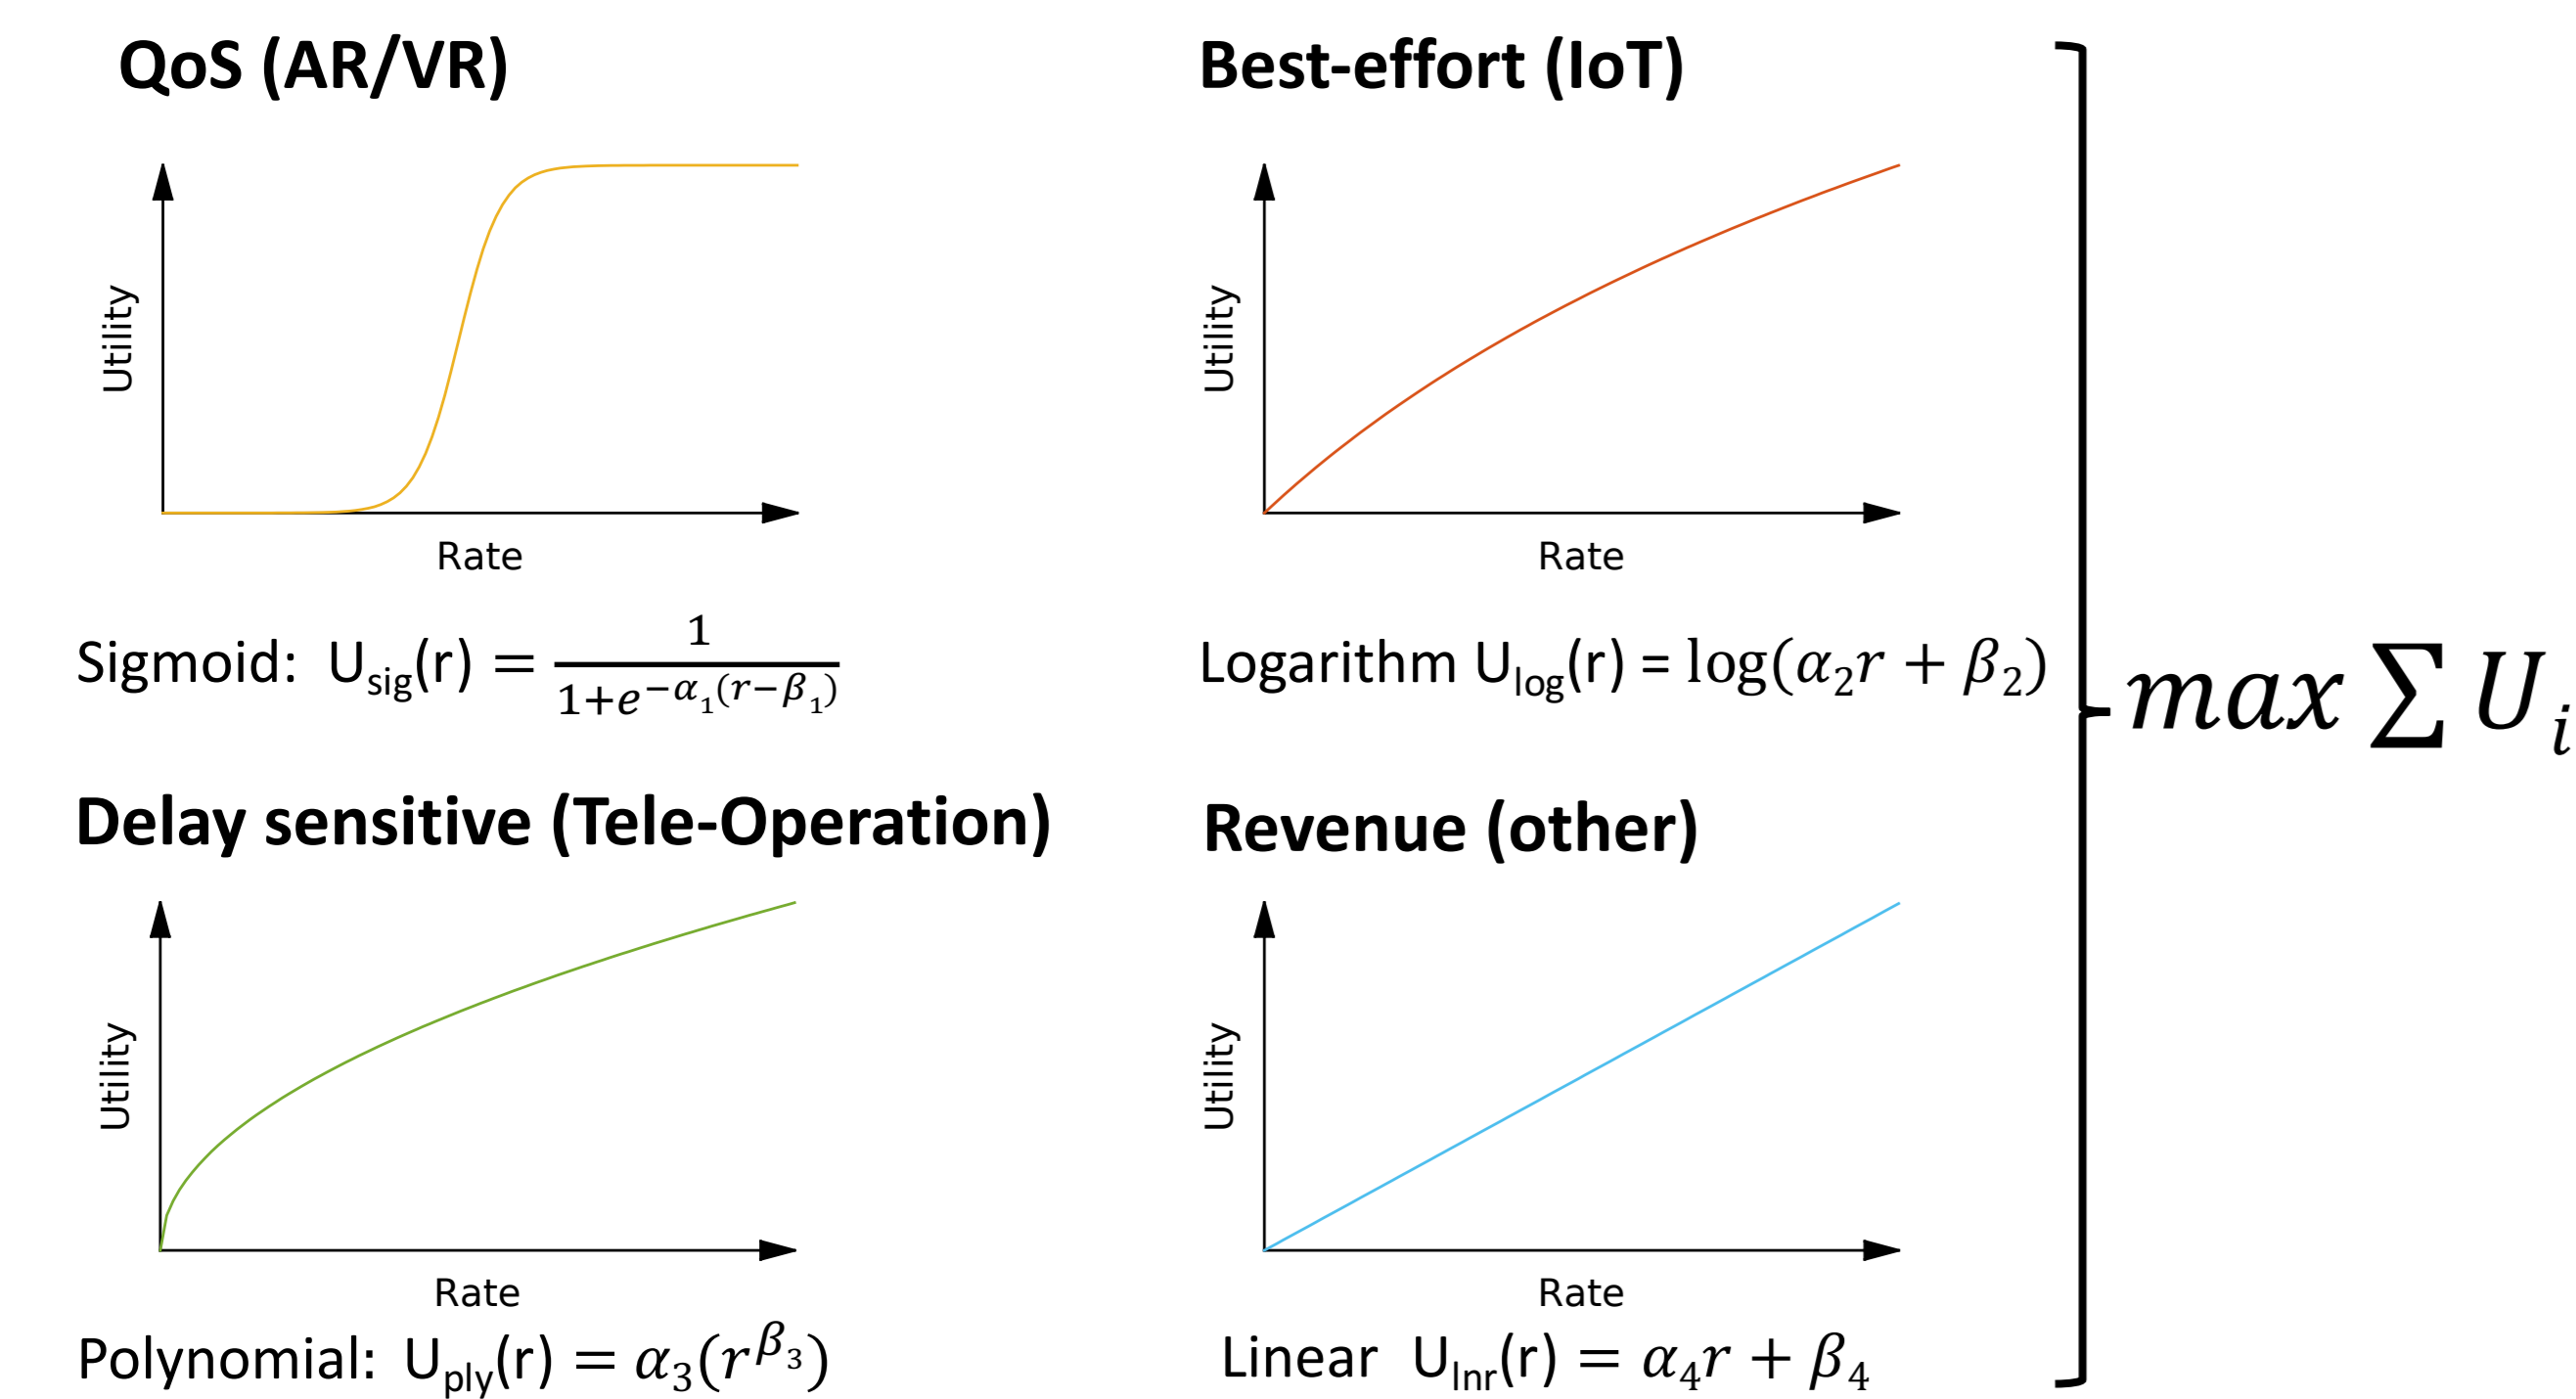 QoS (AR/VR)
Utility
Rate
Sigmoid: U_sig(r) = 1/(1+e^{−α_1(r−β_1)})
Best-effort (IoT)
Utility
Rate
Logarithm U_log(r) = log(α_2r + β_2)
Delay sensitive (Tele-Operation)
Utility
Rate
Polynomial: U_ply(r) = α_3(r^{β_3})
Revenue (other)
Utility
Rate
Linear U_lnr(r) = α_4r + β_4
max ∑ U_i